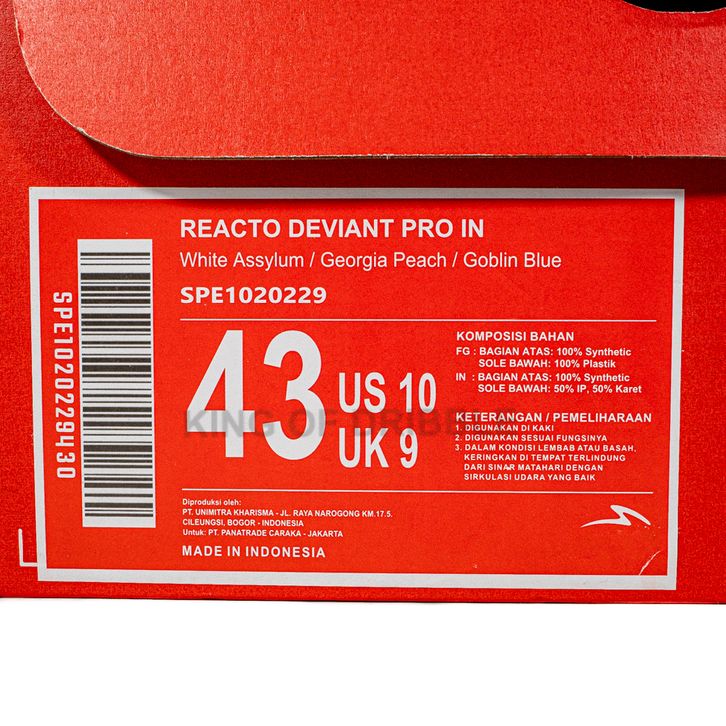 REACTO DEVIANT PRO IN
White Assylum / Georgia Peach / Goblin Blue
SPE1020229
SPE1020229430
43
US 10
UK 9
KING OF DRIBB
KOMPOSISI BAHAN
FG : BAGIAN ATAS: 100% Synthetic
SOLE BAWAH: 100% Plastik
IN : BAGIAN ATAS: 100% Synthetic
SOLE BAWAH: 50% IP, 50% Karet
KETERANGAN / PEMELIHARAAN
1. DIGUNAKAN DI KAKI
2. DIGUNAKAN SESUAI FUNGSINYA
3. DALAM KONDISI LEMBAB ATAU BASAH,
KERINGKAN DI TEMPAT TERLINDUNG
DARI SINAR MATAHARI DENGAN
SIRKULASI UDARA YANG BAIK
Diproduksi oleh:
PT. UNIMITRA KHARISMA - JL. RAYA NAROGONG KM.17.5.
CILEUNGSI, BOGOR - INDONESIA
Untuk: PT. PANATRADE CARAKA - JAKARTA
MADE IN INDONESIA